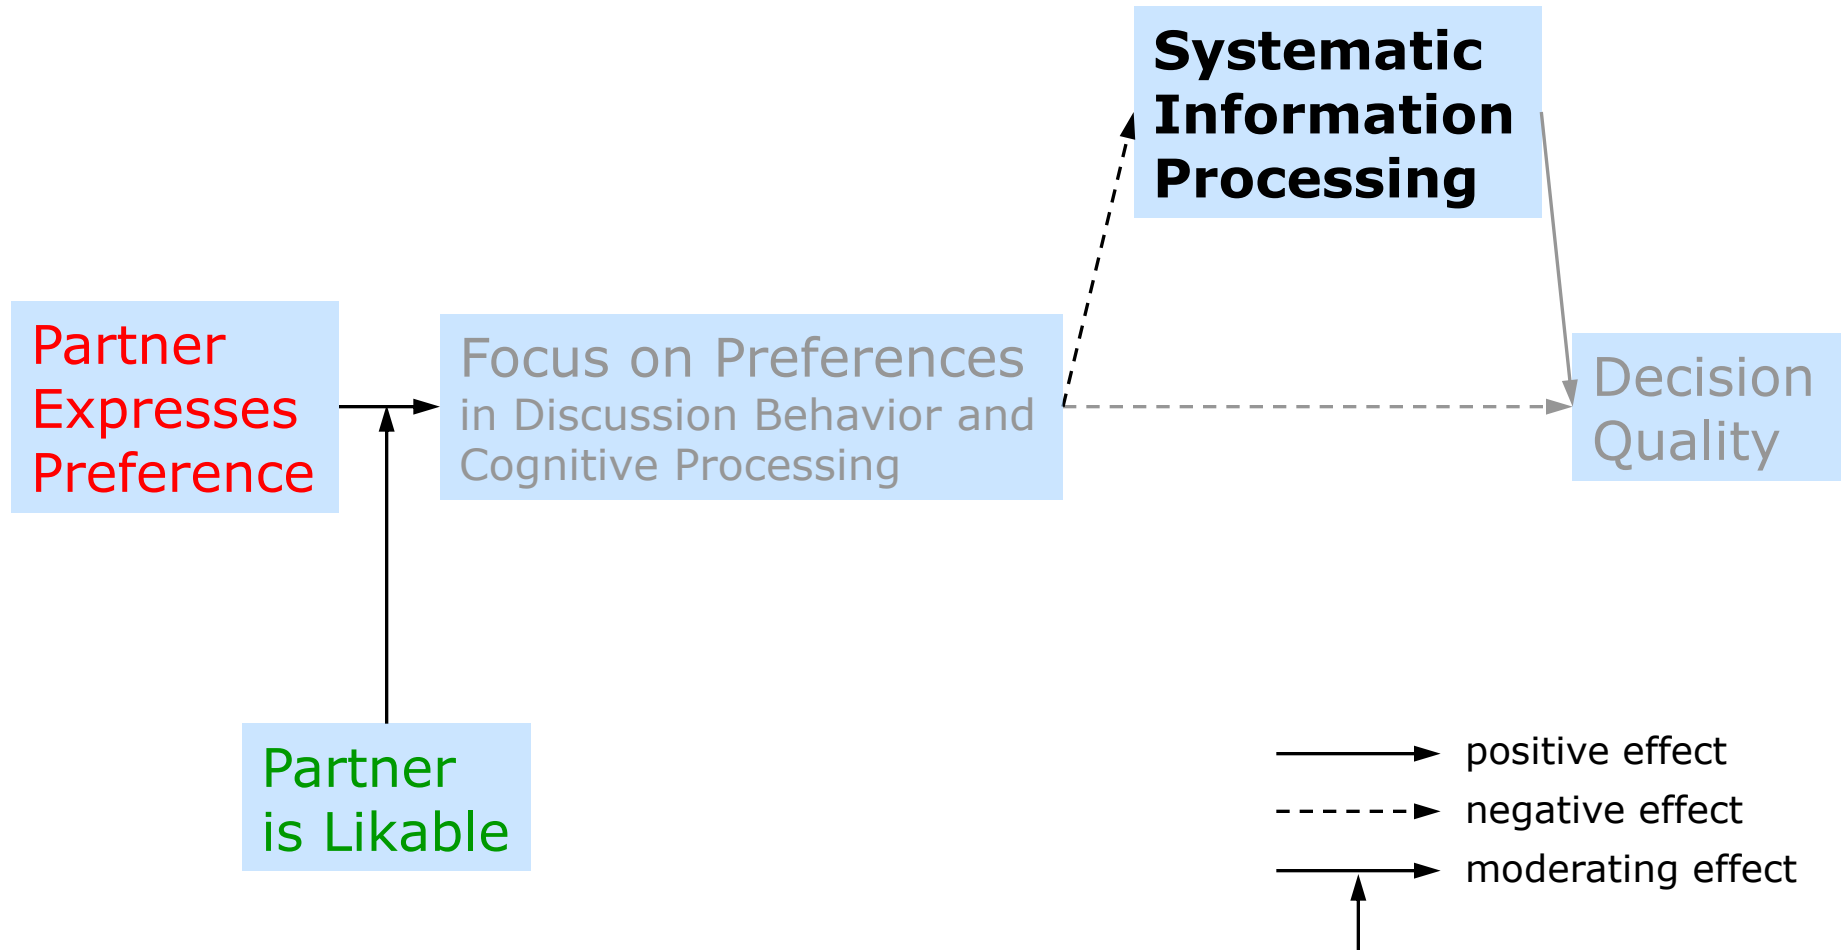 Systematic
Information
Processing
Partner
Expresses
Preference
Focus on Preferences
in Discussion Behavior and
Cognitive Processing
Decision
Quality
Partner
is Likable
positive effect
negative effect
moderating effect